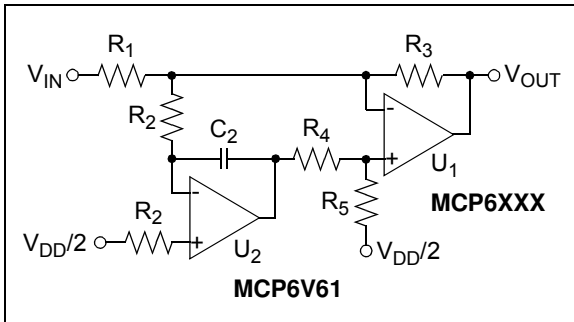 R1
R3
VIN
VOUT
R2
C2
R4
-
-
+
U1
R5
MCP6XXX
R2
VDD/2
+
U2
VDD/2
MCP6V61